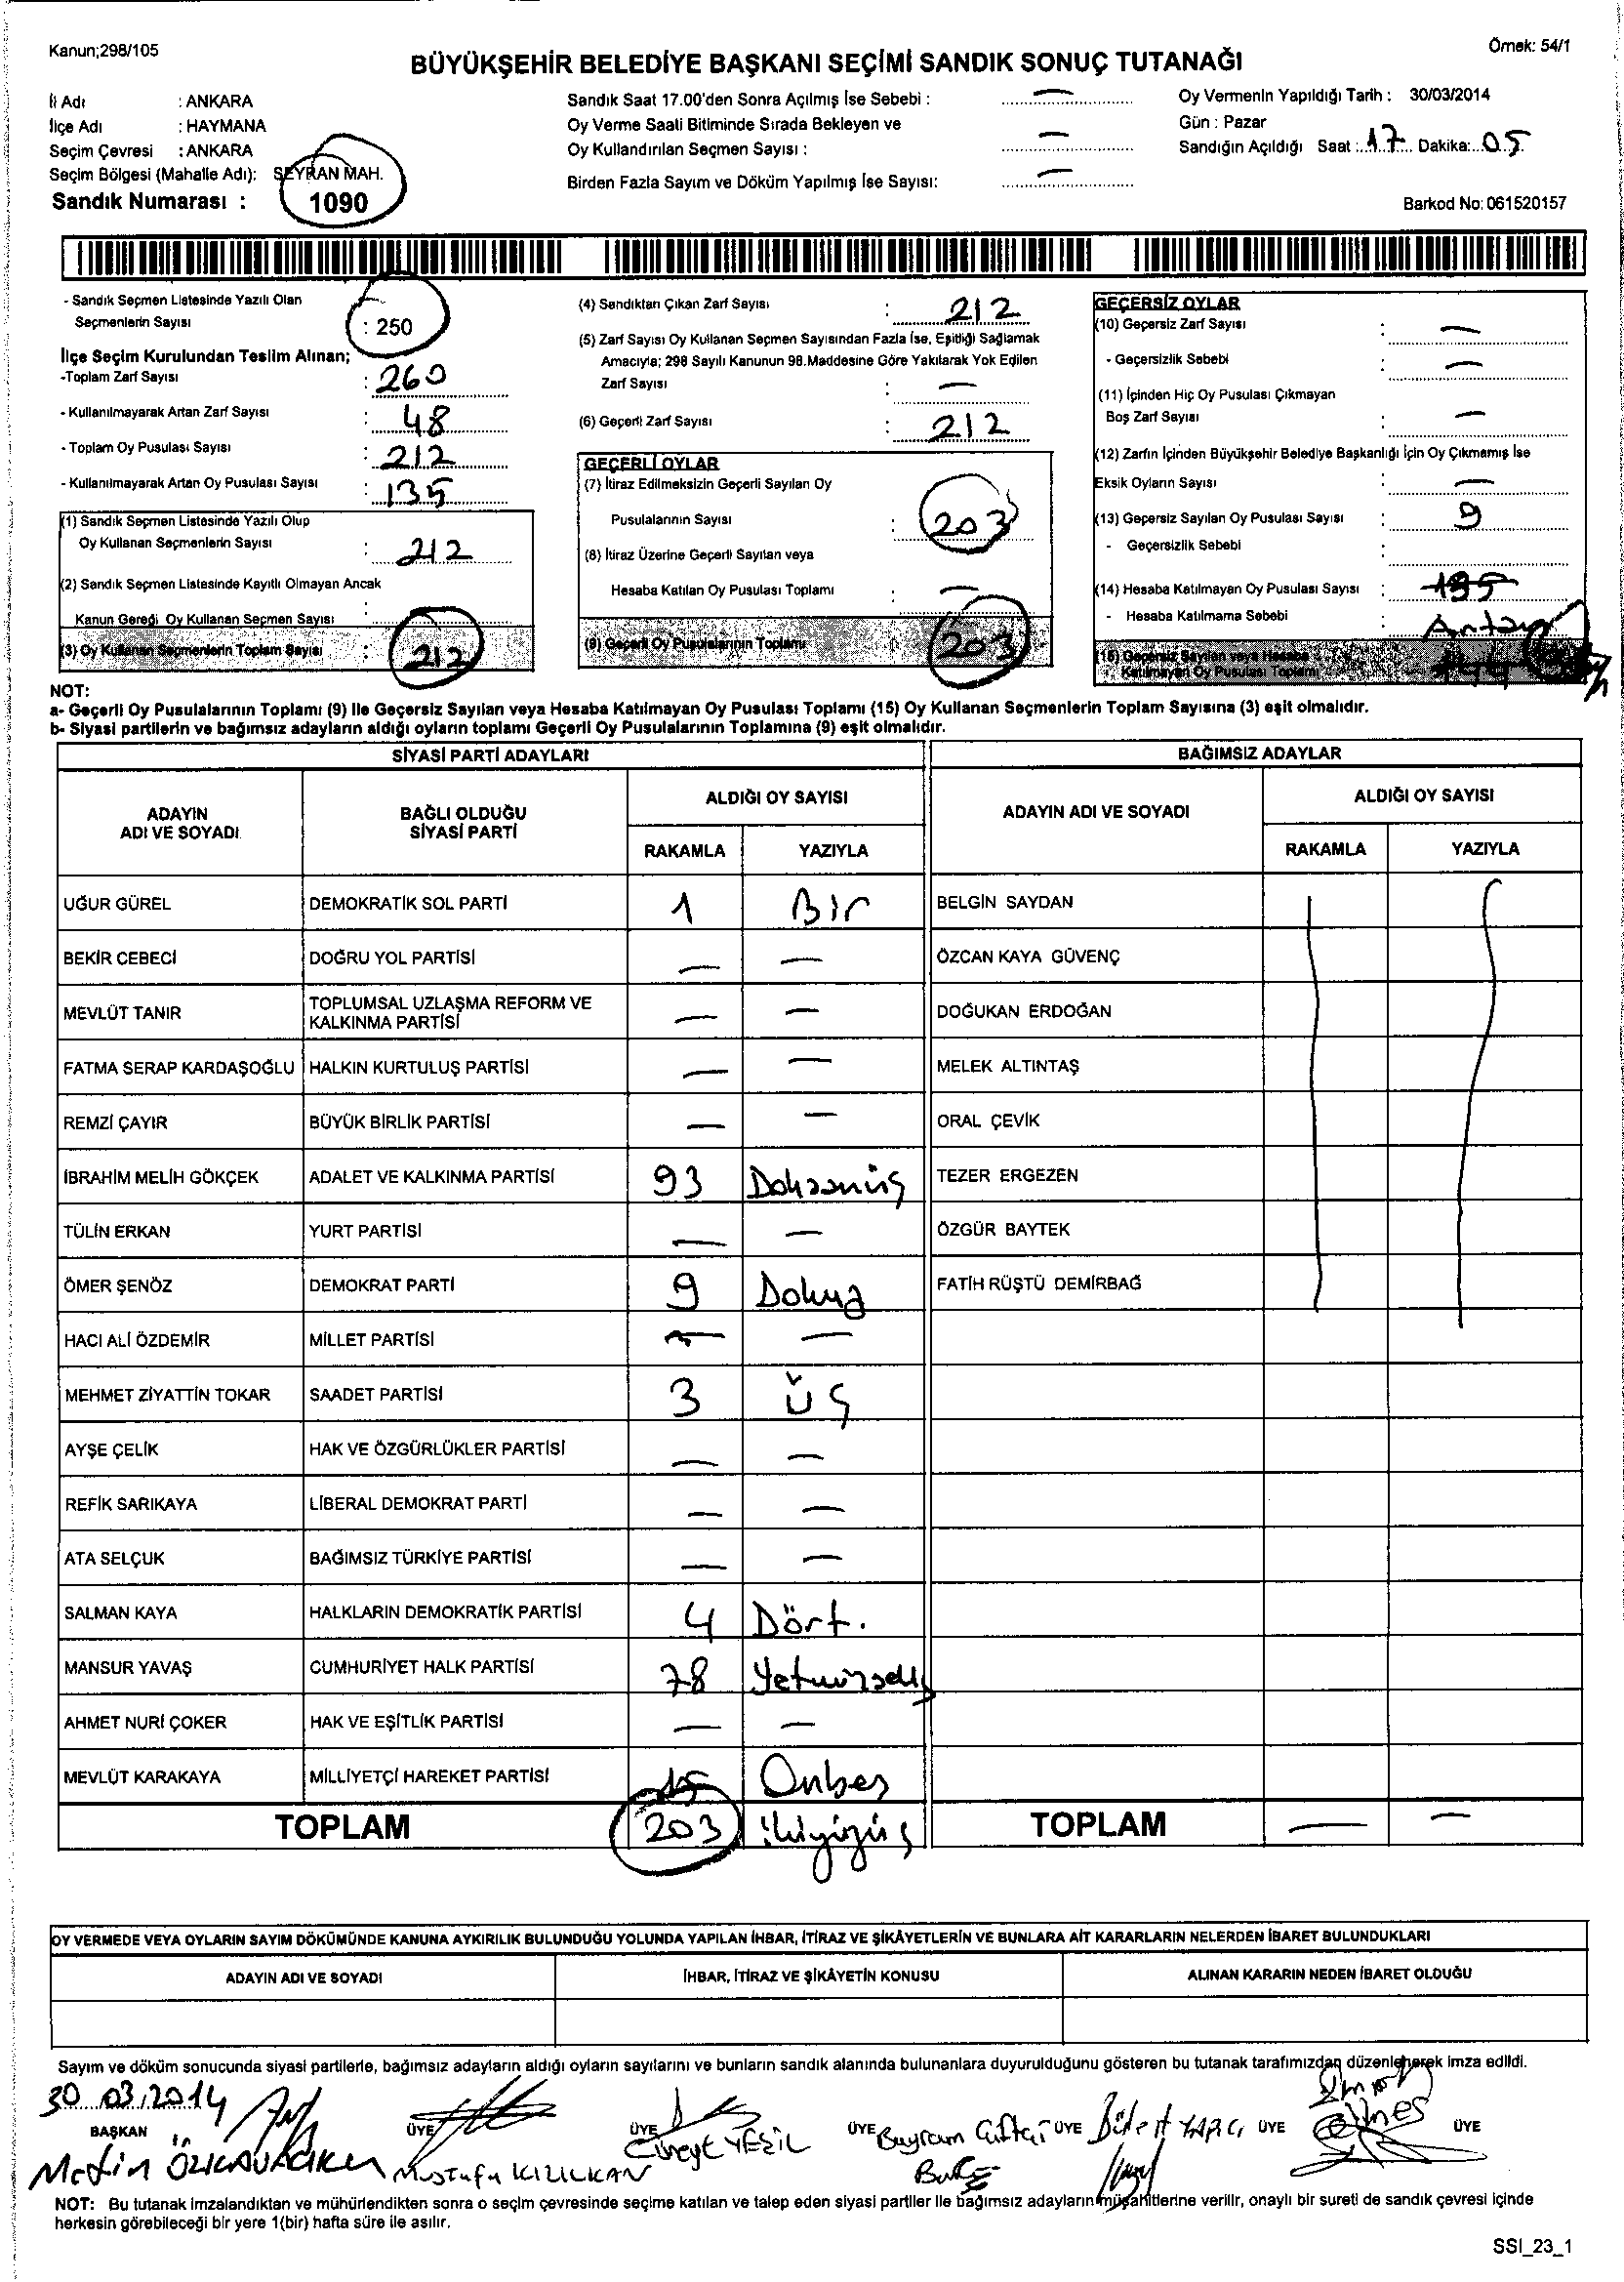 Kanun;298/105
Örnek: 54/1
BÜYÜKŞEHİR BELEDİYE BAŞKANI SEÇİMİ SANDIK SONUÇ TUTANAĞI
İl Adı : ANKARA
İlçe Adı : HAYMANA
Seçim Çevresi : ANKARA
Seçim Bölgesi (Mahalle Adı): SEYRAN MAH.
Sandık Numarası : 1090
Sandık Saat 17.00'den Sonra Açılmış İse Sebebi : —
Oy Verme Saati Bitiminde Sırada Bekleyen ve
Oy Kullandırılan Seçmen Sayısı : —
Birden Fazla Sayım ve Döküm Yapılmış İse Sayısı: —
Oy Vermenin Yapıldığı Tarih : 30/03/2014
Gün : Pazar
Sandığın Açıldığı Saat : 17 Dakika: 05
Barkod No: 061520157
- Sandık Seçmen Listesinde Yazılı Olan
Seçmenlerin Sayısı : 250
İlçe Seçim Kurulundan Teslim Alınan;
-Toplam Zarf Sayısı : 260
- Kullanılmayarak Artan Zarf Sayısı : 48
- Toplam Oy Pusulası Sayısı : 212
- Kullanılmayarak Artan Oy Pusulası Sayısı : 135
(1) Sandık Seçmen Listesinde Yazılı Olup
Oy Kullanan Seçmenlerin Sayısı : 212
(2) Sandık Seçmen Listesinde Kayıtlı Olmayan Ancak
Kanun Gereği Oy Kullanan Seçmen Sayısı :
(3) Oy Kullanan Seçmenlerin Toplam Sayısı : 212
(4) Sandıktan Çıkan Zarf Sayısı : 212
(5) Zarf Sayısı Oy Kullanan Seçmen Sayısından Fazla İse, Eşitliği Sağlamak
Amacıyla; 298 Sayılı Kanunun 98.Maddesine Göre Yakılarak Yok Edilen
Zarf Sayısı : —
(6) Geçerli Zarf Sayısı : 212
GEÇERLİ OYLAR
(7) İtiraz Edilmeksizin Geçerli Sayılan Oy
Pusulalarının Sayısı : 203
(8) İtiraz Üzerine Geçerli Sayılan veya
Hesaba Katılan Oy Pusulası Toplamı : —
(9) Geçerli Oy Pusulalarının Toplamı 203
GEÇERSİZ OYLAR
(10) Geçersiz Zarf Sayısı : —
- Geçersizlik Sebebi : —
(11) İçinden Hiç Oy Pusulası Çıkmayan
Boş Zarf Sayısı : —
(12) Zarfın İçinden Büyükşehir Belediye Başkanlığı İçin Oy Çıkmamış İse
Eksik Oyların Sayısı : —
(13) Geçersiz Sayılan Oy Pusulası Sayısı : 9
- Geçersizlik Sebebi :
(14) Hesaba Katılmayan Oy Pusulası Sayısı : 135
- Hesaba Katılmama Sebebi : Artan
(15) Geçersiz Sayılan veya Hesaba
Katılmayan Oy Pusulası Toplamı
NOT:
a- Geçerli Oy Pusulalarının Toplamı (9) İle Geçersiz Sayılan veya Hesaba Katılmayan Oy Pusulası Toplamı (15) Oy Kullanan Seçmenlerin Toplam Sayısına (3) eşit olmalıdır.
b- Siyasi partilerin ve bağımsız adayların aldığı oyların toplamı Geçerli Oy Pusulalarının Toplamına (9) eşit olmalıdır.
SİYASİ PARTİ ADAYLARI
ADAYIN ADI VE SOYADI
BAĞLI OLDUĞU SİYASİ PARTİ
ALDIĞI OY SAYISI
RAKAMLA YAZIYLA
UĞUR GÜREL DEMOKRATİK SOL PARTİ 1 Bir
BEKİR CEBECİ DOĞRU YOL PARTİSİ — —
MEVLÜT TANIR TOPLUMSAL UZLAŞMA REFORM VE KALKINMA PARTİSİ — —
FATMA SERAP KARDAŞOĞLU HALKIN KURTULUŞ PARTİSİ — —
REMZİ ÇAYIR BÜYÜK BİRLİK PARTİSİ — —
İBRAHİM MELİH GÖKÇEK ADALET VE KALKINMA PARTİSİ 93 Doksanüç
TÜLİN ERKAN YURT PARTİSİ — —
ÖMER ŞENÖZ DEMOKRAT PARTİ 9 Dokuz
HACI ALİ ÖZDEMİR MİLLET PARTİSİ — —
MEHMET ZİYATTİN TOKAR SAADET PARTİSİ 3 Üç
AYŞE ÇELİK HAK VE ÖZGÜRLÜKLER PARTİSİ — —
REFİK SARIKAYA LİBERAL DEMOKRAT PARTİ — —
ATA SELÇUK BAĞIMSIZ TÜRKİYE PARTİSİ — —
SALMAN KAYA HALKLARIN DEMOKRATİK PARTİSİ 4 Dört.
MANSUR YAVAŞ CUMHURİYET HALK PARTİSİ 78 Yetmişsekiz
AHMET NURİ ÇOKER HAK VE EŞİTLİK PARTİSİ — —
MEVLÜT KARAKAYA MİLLİYETÇİ HAREKET PARTİSİ 15 Onbeş
TOPLAM 203 ikiyüzüç
BAĞIMSIZ ADAYLAR
ADAYIN ADI VE SOYADI
ALDIĞI OY SAYISI
RAKAMLA YAZIYLA
BELGİN SAYDAN
ÖZCAN KAYA GÜVENÇ
DOĞUKAN ERDOĞAN
MELEK ALTINTAŞ
ORAL ÇEVİK
TEZER ERGEZEN
ÖZGÜR BAYTEK
FATİH RÜŞTÜ DEMİRBAĞ
TOPLAM — —
OY VERMEDE VEYA OYLARIN SAYIM DÖKÜMÜNDE KANUNA AYKIRILIK BULUNDUĞU YOLUNDA YAPILAN İHBAR, İTİRAZ VE ŞİKÂYETLERİN VE BUNLARA AİT KARARLARIN NELERDEN İBARET BULUNDUKLARI
ADAYIN ADI VE SOYADI İHBAR, İTİRAZ VE ŞİKÂYETİN KONUSU ALINAN KARARIN NEDEN İBARET OLDUĞU
Sayım ve döküm sonucunda siyasi partilerle, bağımsız adayların aldığı oyların sayılarını ve bunların sandık alanında bulunanlara duyurulduğunu gösteren bu tutanak tarafımızdan düzenlenerek imza edildi.
30.03.2014
BAŞKAN ÜYE ÜYE ÜYE ÜYE ÜYE ÜYE
Metin Mustafa KIZILKAN Cüneyt YEŞİL Bayram Çiftçi Bülent YAPICI
NOT: Bu tutanak imzalandıktan ve mühürlendikten sonra o seçim çevresinde seçime katılan ve talep eden siyasi partiler ile bağımsız adayların müşahitlerine verilir, onaylı bir sureti de sandık çevresi içinde
herkesin görebileceği bir yere 1(bir) hafta süre ile asılır.
SSI_23_1